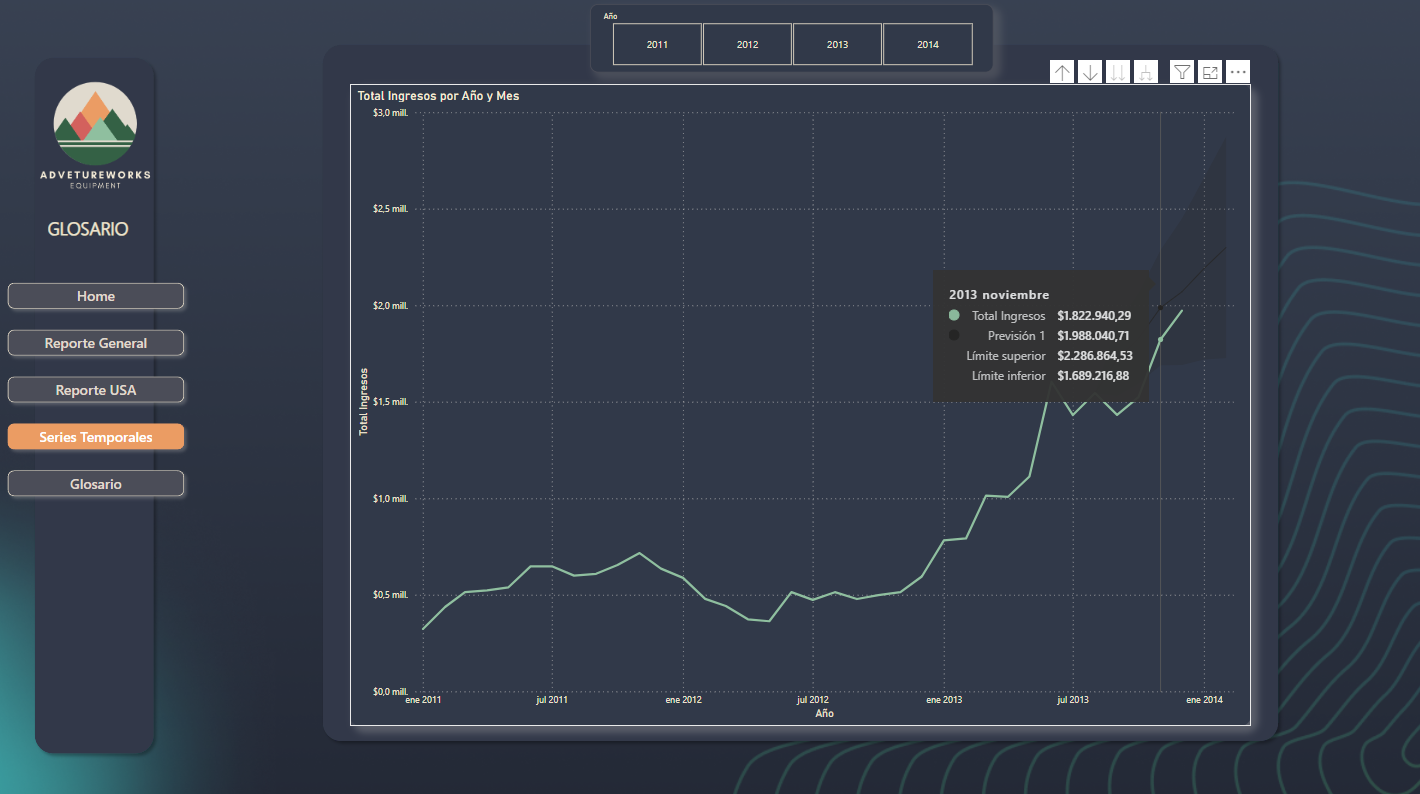 Año
2011 2012 2013 2014
ADVETUREWORKS
EQUIPMENT
GLOSARIO
Home
Reporte General
Reporte USA
Series Temporales
Glosario
Total Ingresos por Año y Mes
$3,0 mill.
$2,5 mill.
$2,0 mill.
$1,5 mill.
$1,0 mill.
$0,5 mill.
$0,0 mill.
Total Ingresos
2013 noviembre
Total Ingresos $1.822.940,29
Previsión 1 $1.988.040,71
Límite superior $2.286.864,53
Límite inferior $1.689.216,88
ene 2011 jul 2011 ene 2012 jul 2012 ene 2013 jul 2013 ene 2014
Año